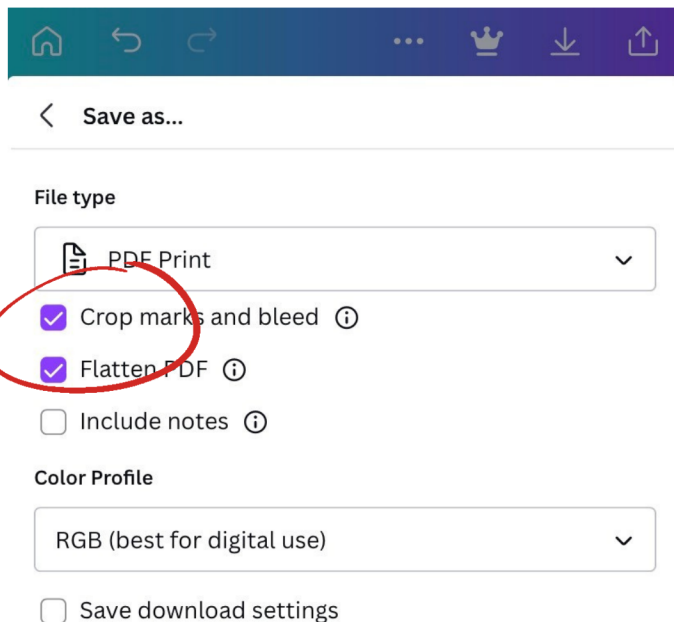 Save as...
File type
PDF Print
Crop marks and bleed
Flatten PDF
Include notes
Color Profile
RGB (best for digital use)
Save download settings